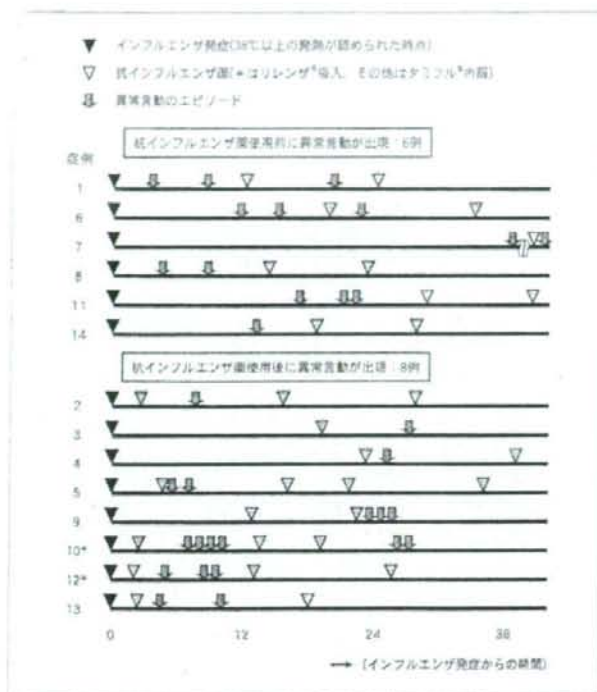 インフルエンザ発症(38℃以上の発熱が認められた時点)
抗インフルエンザ薬(*はリレンザ®吸入、その他はタミフル®内服)
異常言動のエピソード
抗インフルエンザ薬使用前に異常言動が出現:6例
症例
1
6
7
8
11
14
抗インフルエンザ薬使用後に異常言動が出現:8例
2
3
4
5
9
10*
12*
13
0 12 24 36
(インフルエンザ発症からの時間)